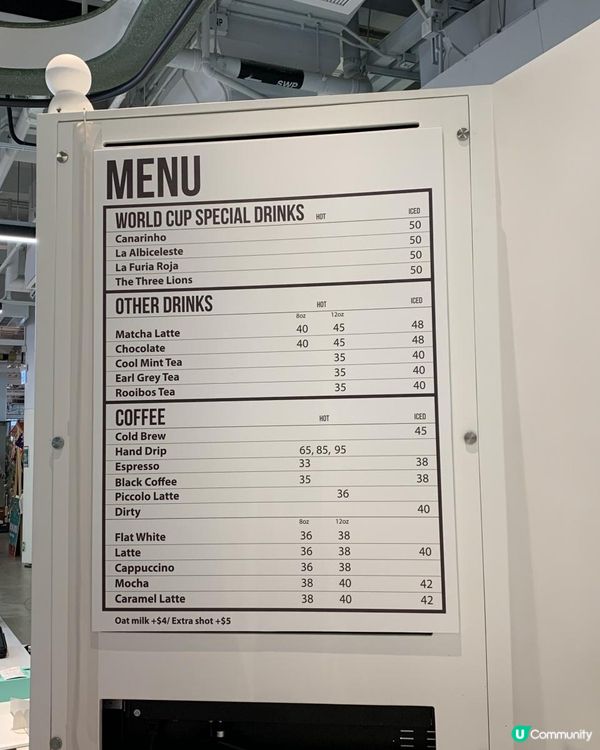 SWP
MENU
WORLD CUP SPECIAL DRINKS HOT ICED
Canarinho 50
La Albiceleste 50
La Furia Roja 50
The Three Lions 50
OTHER DRINKS HOT ICED
8oz 12oz
Matcha Latte 40 45 48
Chocolate 40 45 48
Cool Mint Tea 35 40
Earl Grey Tea 35 40
Rooibos Tea 35 40
COFFEE HOT ICED
Cold Brew 45
Hand Drip 65, 85, 95
Espresso 33 38
Black Coffee 35 38
Piccolo Latte 36
Dirty 40
8oz 12oz
Flat White 36 38
Latte 36 38 40
Cappuccino 36 38
Mocha 38 40 42
Caramel Latte 38 40 42
Oat milk +$4/ Extra shot +$5
U Community